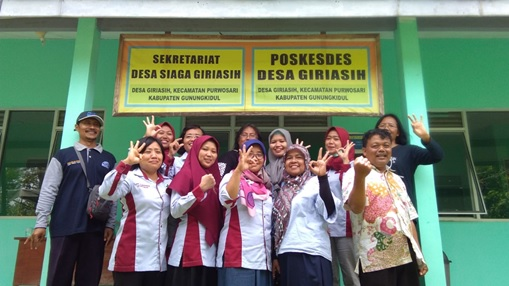 SEKRETARIAT
DESA SIAGA GIRIASIH
DESA GIRIASIH, KECAMATAN PURWOSARI
KABUPATEN GUNUNGKIDUL
POSKESDES
DESA GIRIASIH
DESA GIRIASIH, KECAMATAN PURWOSARI
KABUPATEN GUNUNGKIDUL